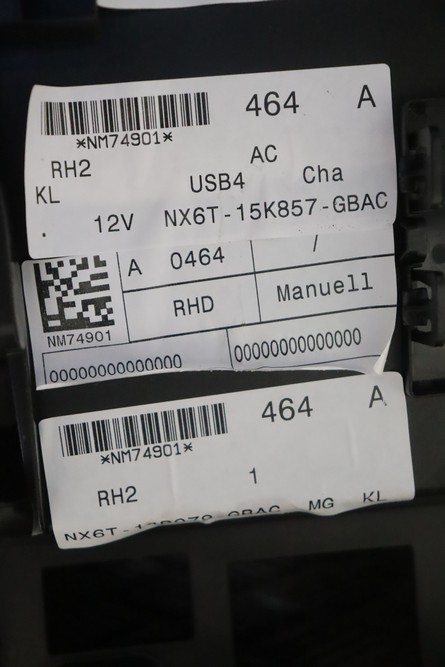 464 A
*NM74901*
RH2 AC
KL USB4 Cha
. 12V NX6T-15K857-GBAC
A 0464 /
RHD Manuell
NM74901
00000000000000 00000000000000
464 A
*NM74901*
RH2 1
MG KL